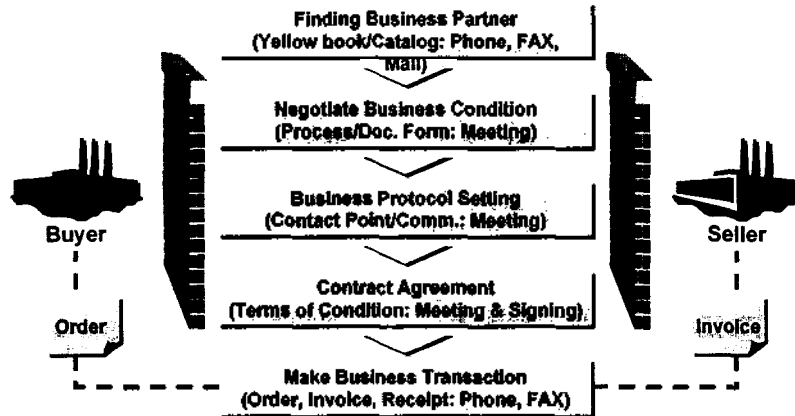 Finding Business Partner
(Yellow book/Catalog: Phone, FAX,
Mail)
Negotiate Business Condition
(Process/Doc. Form: Meeting)
Business Protocol Setting
(Contact Point/Comm.: Meeting)
Buyer
Seller
Contract Agreement
(Terms of Condition: Meeting & Signing)
Order
Invoice
Make Business Transaction
(Order, Invoice, Receipt: Phone, FAX)